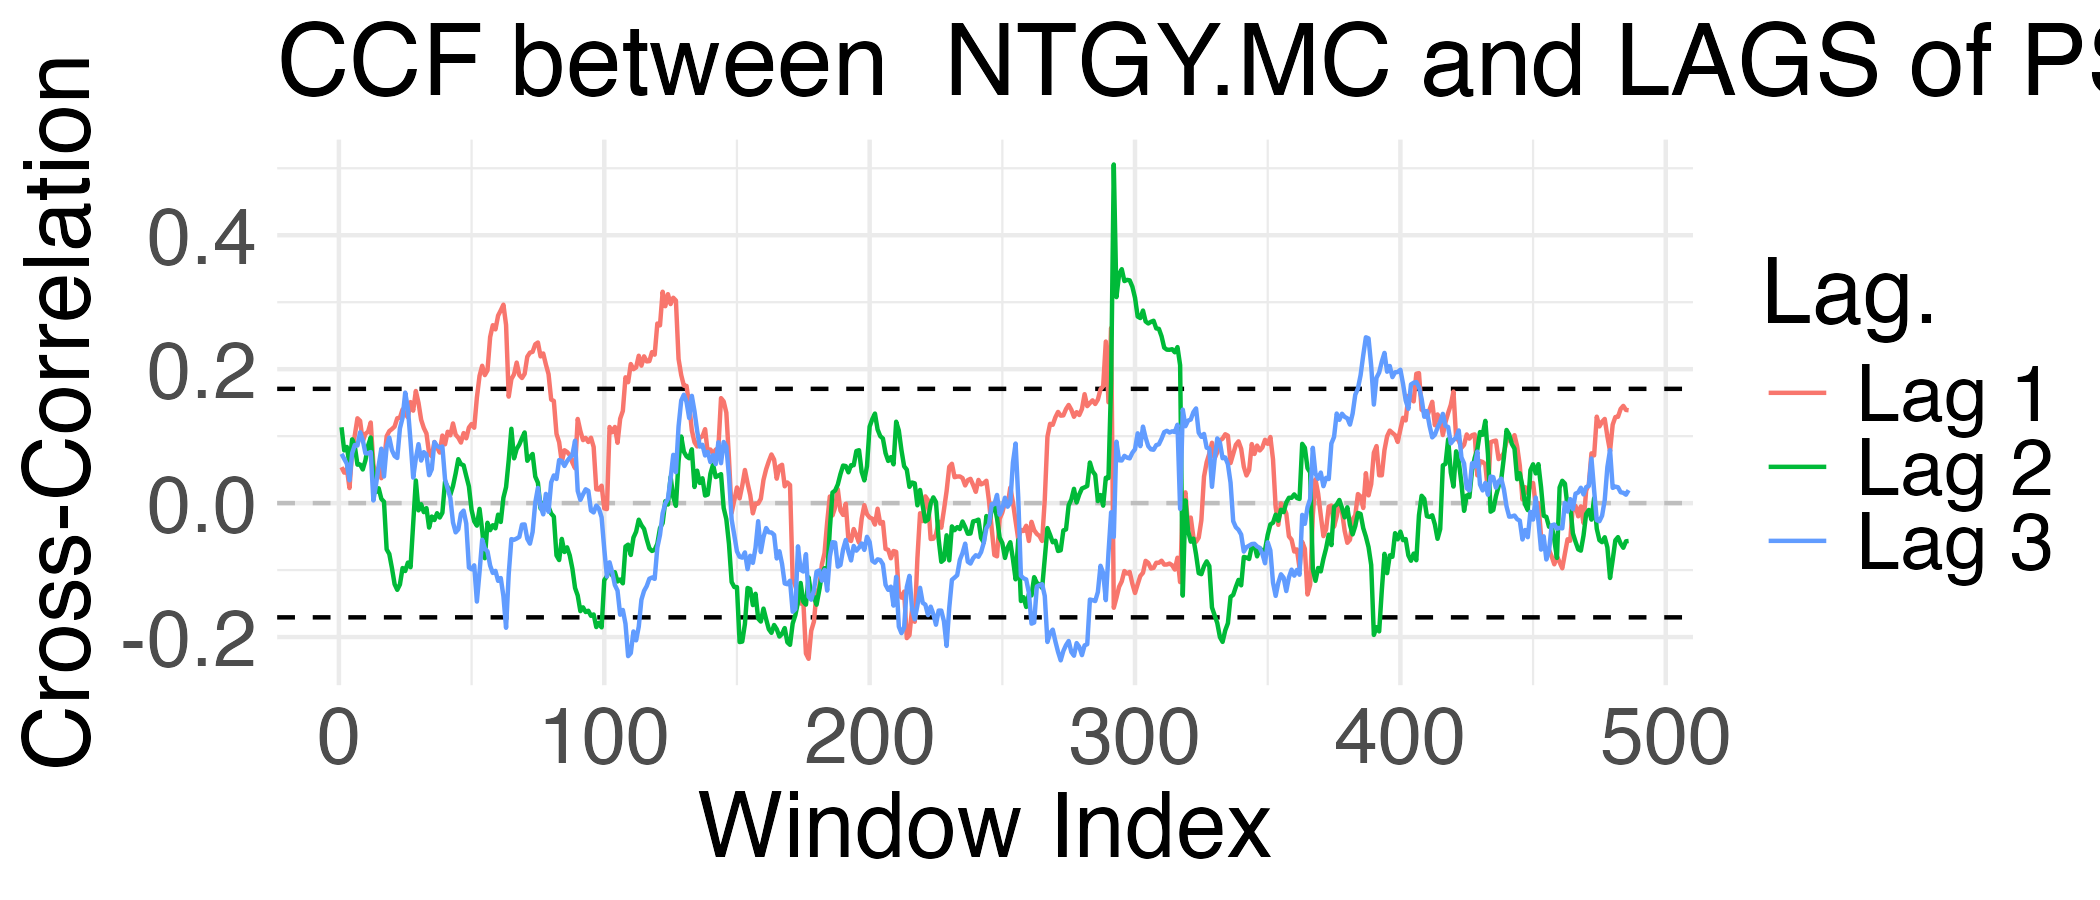 CCF between  NTGY.MC and LAGS of
Cross-Correlation
0.4
0.2
0.0
-0.2
0 100 200 300 400 500
Window Index
Lag.
Lag 1
Lag 2
Lag 3